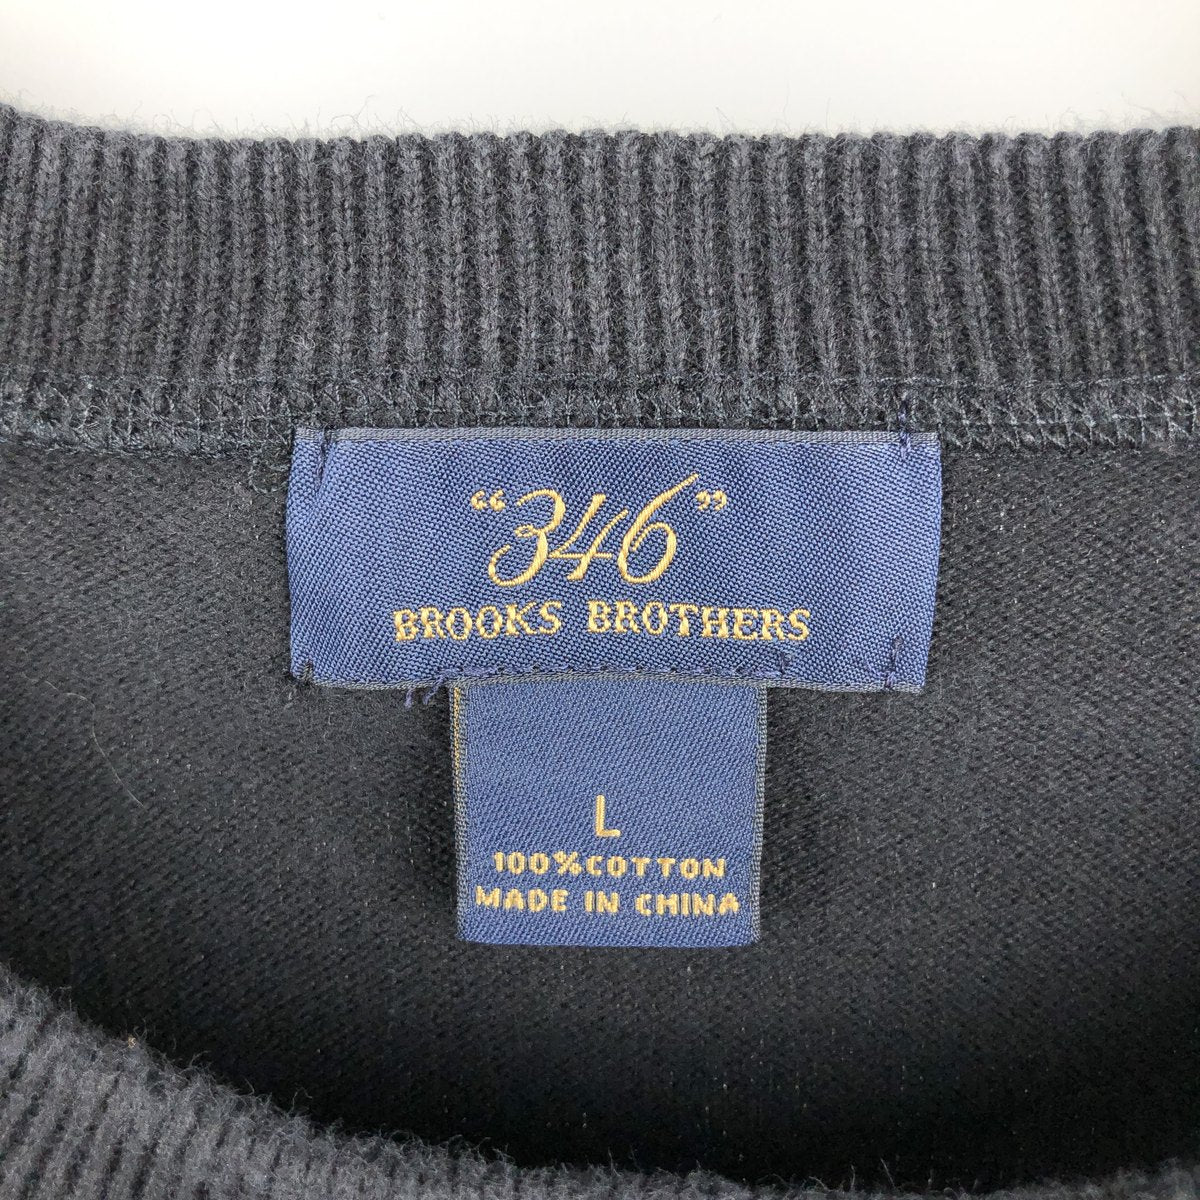 “346”
BROOKS BROTHERS
L
100%COTTON
MADE IN CHINA